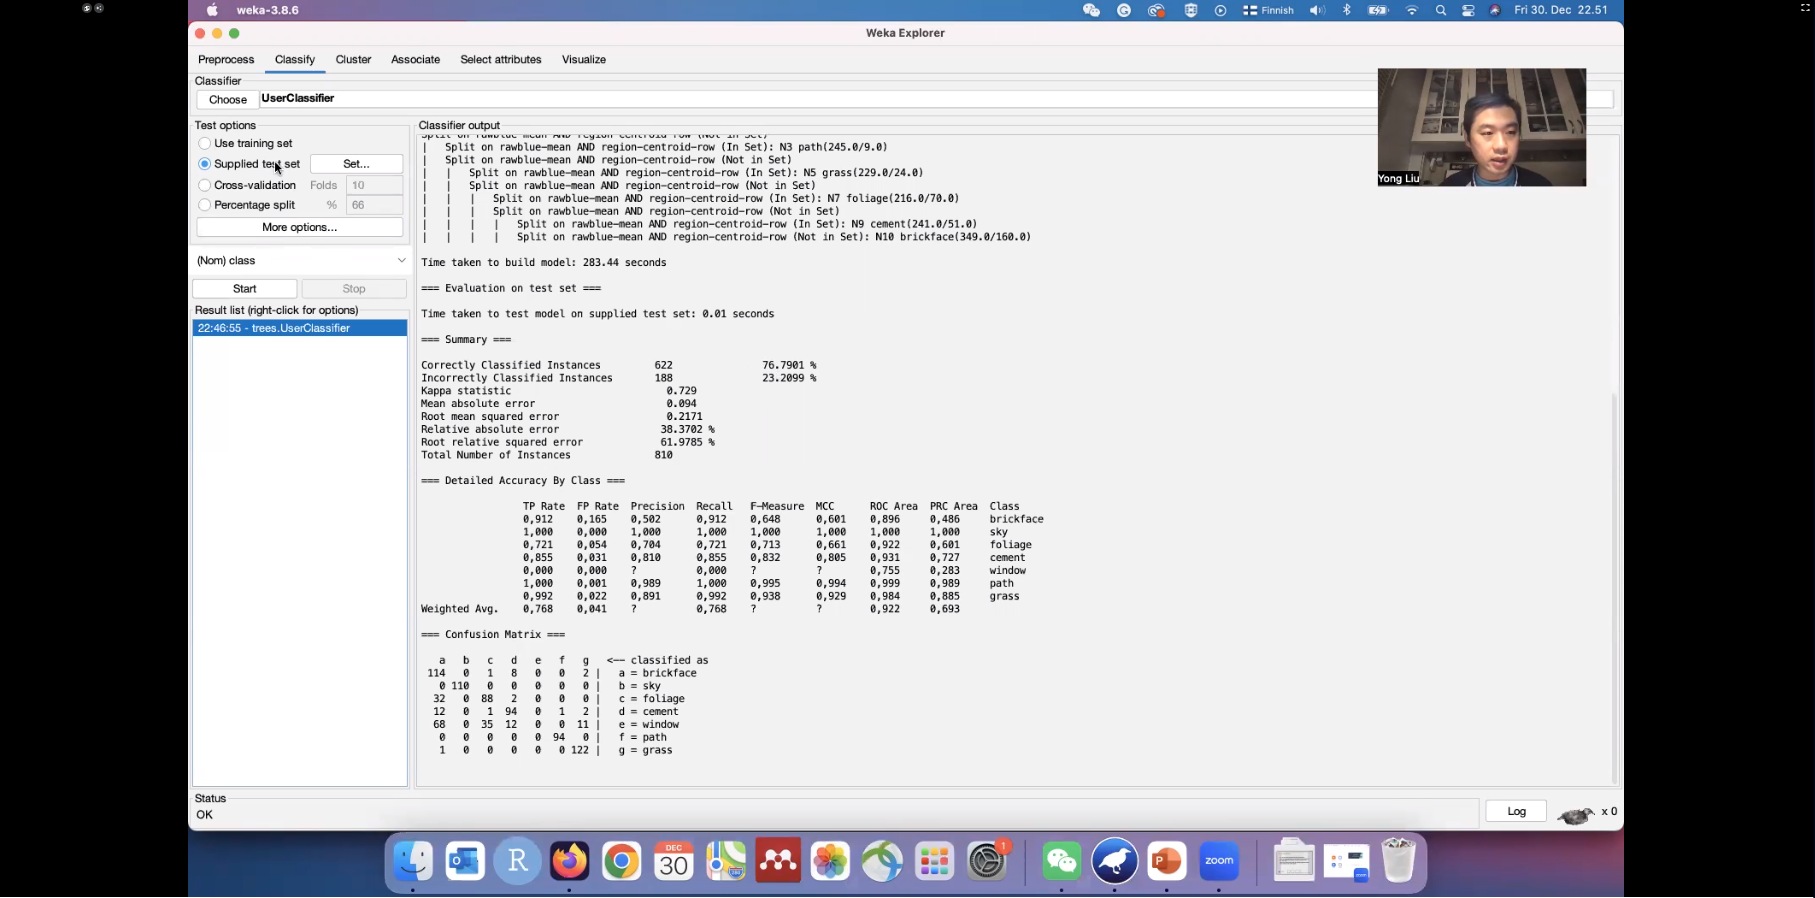 weka-3.8.6
Finnish
Fri 30. Dec 22.51
Weka Explorer
Preprocess Classify Cluster Associate Select attributes Visualize
Classifier
Choose UserClassifier
Test options
Use training set
Supplied test set Set...
Cross-validation Folds 10
Percentage split % 66
More options...
(Nom) class
Start Stop
Result list (right-click for options)
22:46:55 - trees.UserClassifier
Classifier output
Split on rawblue-mean AND region-centroid-row (Not in Set)
| Split on rawblue-mean AND region-centroid-row (In Set): N3 path(245.0/9.0)
| Split on rawblue-mean AND region-centroid-row (Not in Set)
| | Split on rawblue-mean AND region-centroid-row (In Set): N5 grass(229.0/24.0)
| | Split on rawblue-mean AND region-centroid-row (Not in Set)
| | | Split on rawblue-mean AND region-centroid-row (In Set): N7 foliage(216.0/70.0)
| | | Split on rawblue-mean AND region-centroid-row (Not in Set)
| | | | Split on rawblue-mean AND region-centroid-row (In Set): N9 cement(241.0/51.0)
| | | | Split on rawblue-mean AND region-centroid-row (Not in Set): N10 brickface(349.0/160.0)
Time taken to build model: 283.44 seconds
=== Evaluation on test set ===
Time taken to test model on supplied test set: 0.01 seconds
=== Summary ===
Correctly Classified Instances 622 76.7901 %
Incorrectly Classified Instances 188 23.2099 %
Kappa statistic 0.729
Mean absolute error 0.094
Root mean squared error 0.2171
Relative absolute error 38.3702 %
Root relative squared error 61.9785 %
Total Number of Instances 810
=== Detailed Accuracy By Class ===
TP Rate FP Rate Precision Recall F-Measure MCC ROC Area PRC Area Class
0,912 0,165 0,502 0,912 0,648 0,601 0,896 0,486 brickface
1,000 0,000 1,000 1,000 1,000 1,000 1,000 1,000 sky
0,721 0,054 0,704 0,721 0,713 0,661 0,922 0,601 foliage
0,855 0,031 0,810 0,855 0,832 0,805 0,931 0,727 cement
0,000 0,000 ? 0,000 ? ? 0,755 0,283 window
1,000 0,001 0,989 1,000 0,995 0,994 0,999 0,989 path
0,992 0,022 0,891 0,992 0,938 0,929 0,984 0,885 grass
Weighted Avg. 0,768 0,041 ? 0,768 ? ? 0,922 0,693
=== Confusion Matrix ===
a b c d e f g <-- classified as
114 0 1 8 0 0 2 | a = brickface
0 110 0 0 0 0 0 | b = sky
32 0 88 2 0 0 0 | c = foliage
12 0 1 94 0 1 2 | d = cement
68 0 35 12 0 0 11 | e = window
0 0 0 0 0 94 0 | f = path
1 0 0 0 0 0 122 | g = grass
Yong Liu
Status
OK
Log
x 0
R
DEC
30
1
zoom